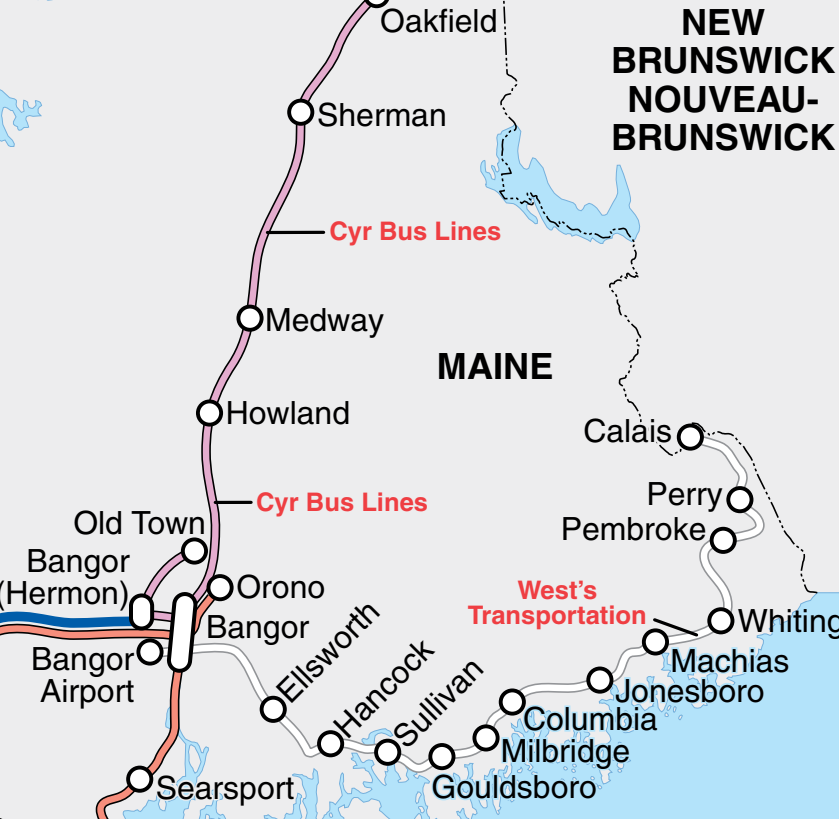 Oakfield
NEW
BRUNSWICK
NOUVEAU-
BRUNSWICK
Sherman
Cyr Bus Lines
Medway
MAINE
Howland
Calais
Perry
Cyr Bus Lines
Old Town
Pembroke
Bangor
(Hermon)
Orono
West's
Transportation
Bangor
Whiting
Bangor
Airport
Ellsworth
Hancock
Sullivan
Machias
Jonesboro
Columbia
Milbridge
Gouldsboro
Searsport